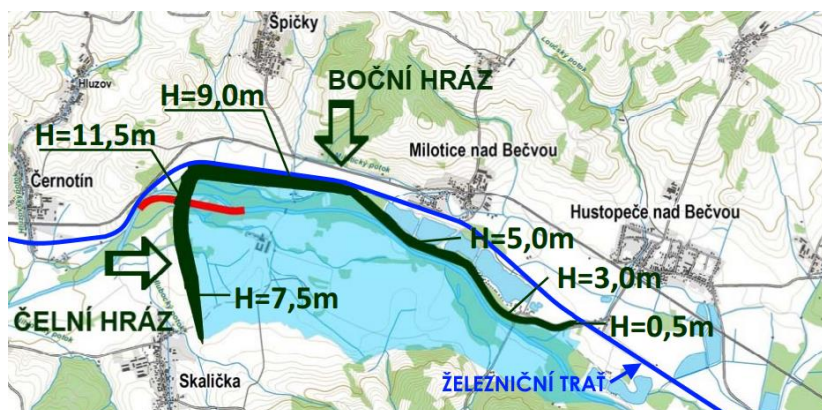 Špičky
Hluzov
BOČNÍ HRÁZ
H=9,0m
H=11,5m
Milotice nad Bečvou
Černotín
Hustopeče nad Bečvou
H=5,0m
H=3,0m
H=7,5m
ČELNÍ HRÁZ
H=0,5m
Skalička
ŽELEZNIČNÍ TRAŤ